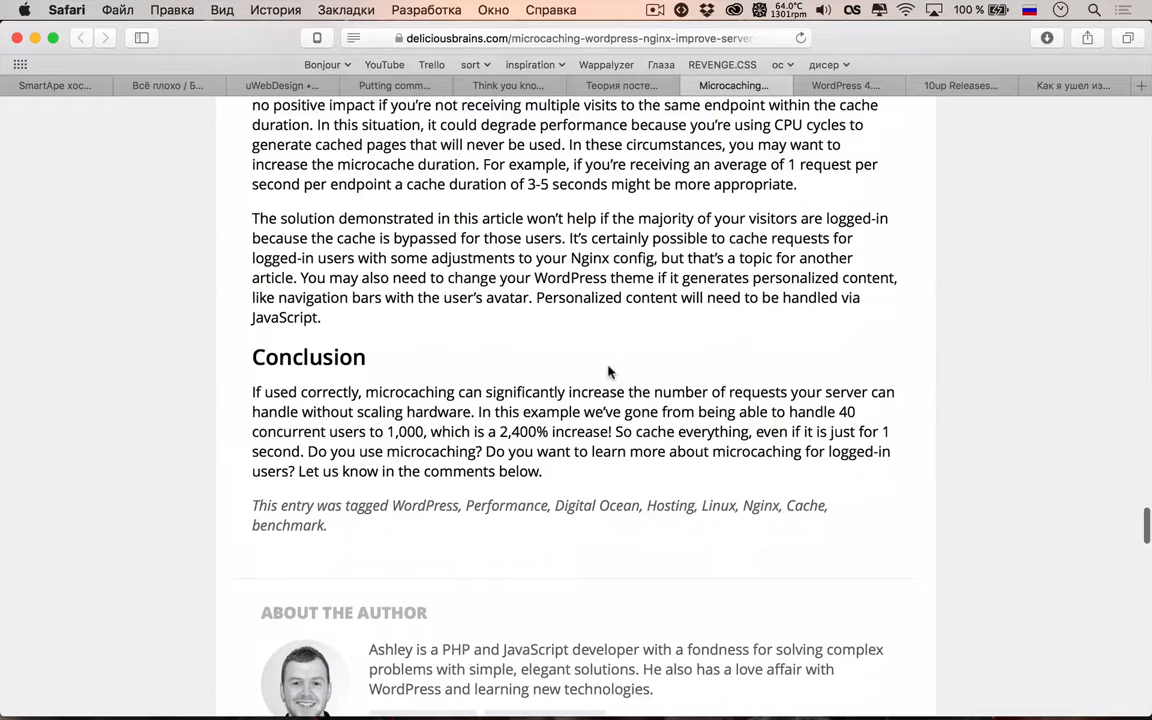 Safari Файл Правка Вид История Закладки Разработка Окно Справка 64.0°C 1301rpm 100 %
deliciousbrains.com/microcaching-wordpress-nginx-improve-server
Bonjour YouTube Trello sort inspiration Wappalyzer Глаза REVENGE.CSS ос дисер
SmartApe хос... Всё плохо / Б... uWebDesign •... Putting comm... Think you kno... Теория посте... Microcaching... WordPress 4.... 10up Releases... Как я ушел из...
no positive impact if you're not receiving multiple visits to the same endpoint within the cache
duration. In this situation, it could degrade performance because you're using CPU cycles to
generate cached pages that will never be used. In these circumstances, you may want to
increase the microcache duration. For example, if you're receiving an average of 1 request per
second per endpoint a cache duration of 3-5 seconds might be more appropriate.
The solution demonstrated in this article won't help if the majority of your visitors are logged-in
because the cache is bypassed for those users. It's certainly possible to cache requests for
logged-in users with some adjustments to your Nginx config, but that's a topic for another
article. You may also need to change your WordPress theme if it generates personalized content,
like navigation bars with the user's avatar. Personalized content will need to be handled via
JavaScript.
Conclusion
If used correctly, microcaching can significantly increase the number of requests your server can
handle without scaling hardware. In this example we've gone from being able to handle 40
concurrent users to 1,000, which is a 2,400% increase! So cache everything, even if it is just for 1
second. Do you use microcaching? Do you want to learn more about microcaching for logged-in
users? Let us know in the comments below.
This entry was tagged WordPress, Performance, Digital Ocean, Hosting, Linux, Nginx, Cache,
benchmark.
ABOUT THE AUTHOR
Ashley is a PHP and JavaScript developer with a fondness for solving complex
problems with simple, elegant solutions. He also has a love affair with
WordPress and learning new technologies.